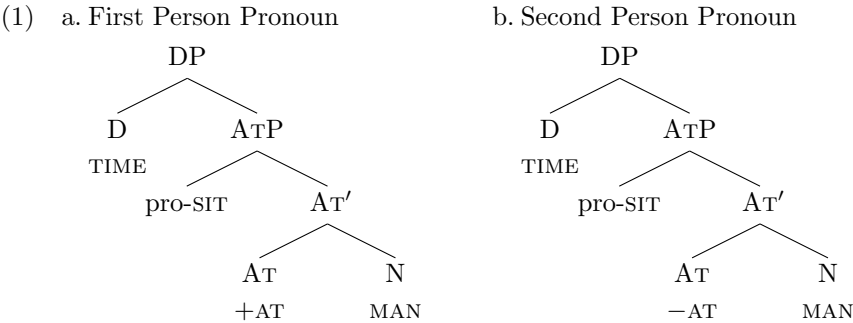 (1) a. First Person Pronoun b. Second Person Pronoun
DP DP
D ATP D ATP
TIME TIME
pro-SIT AT′ pro-SIT AT′
AT N AT N
+AT MAN −AT MAN